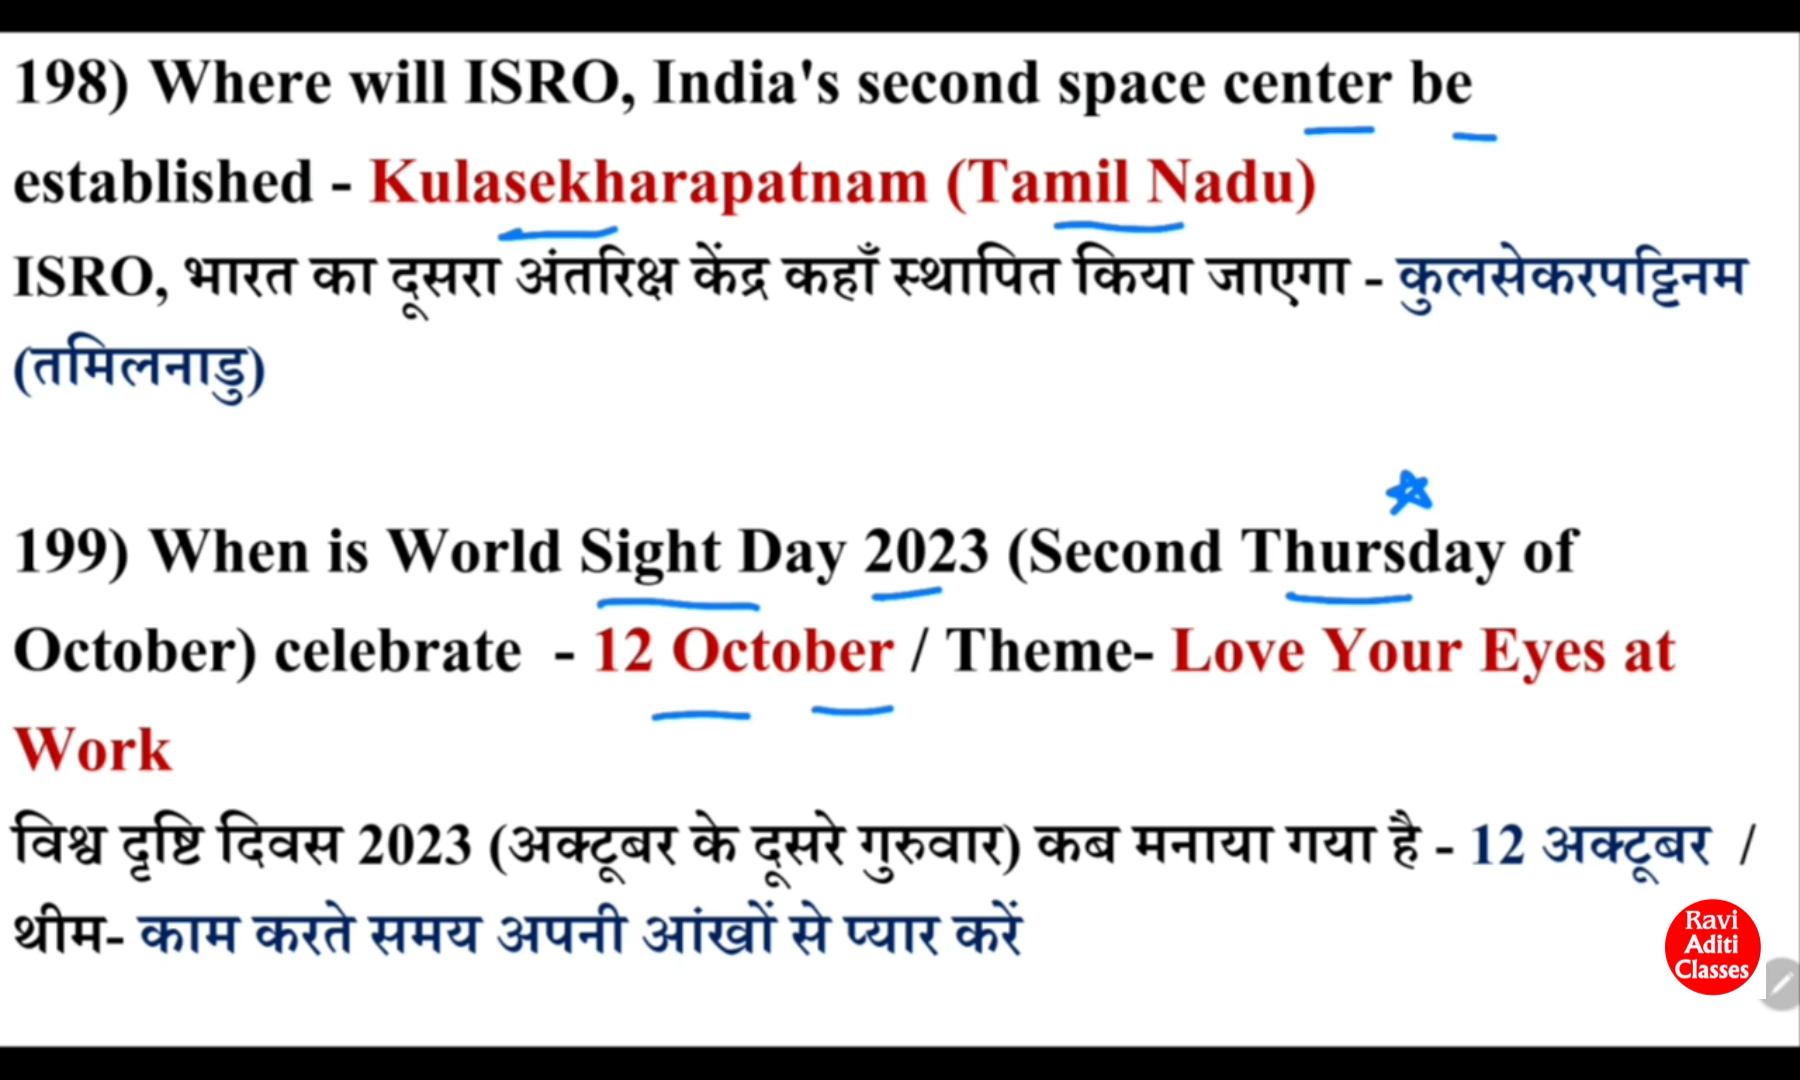 198) Where will ISRO, India's second space center be
established - Kulasekharapatnam (Tamil Nadu)
ISRO, भारत का दूसरा अंतरिक्ष केंद्र कहाँ स्थापित किया जाएगा - कुलसेकरपट्टिनम
(तमिलनाडु)
199) When is World Sight Day 2023 (Second Thursday of
October) celebrate - 12 October / Theme- Love Your Eyes at
Work
विश्व दृष्टि दिवस 2023 (अक्टूबर के दूसरे गुरुवार) कब मनाया गया है - 12 अक्टूबर /
थीम- काम करते समय अपनी आंखों से प्यार करें
Ravi
Aditi
Classes